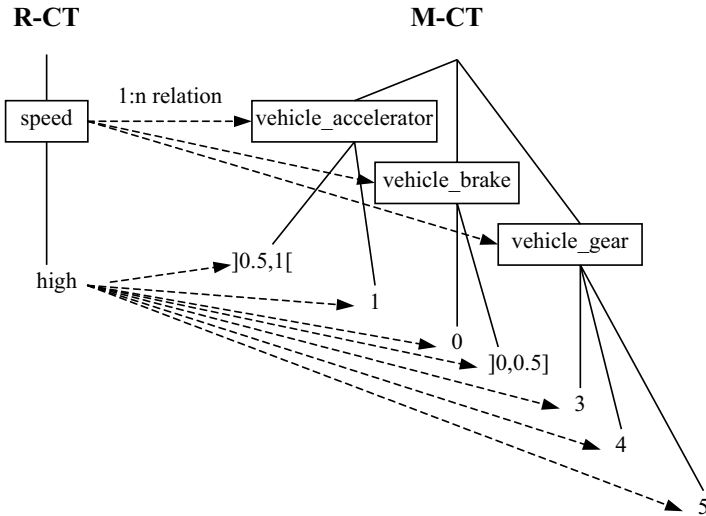 R-CT
M-CT
1:n relation
speed
vehicle_accelerator
vehicle_brake
vehicle_gear
]0.5,1[
high
1
0
]0,0.5]
3
4
5